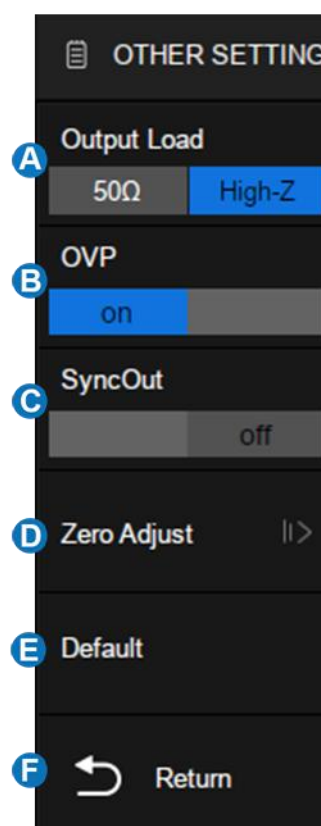 OTHER SETTING
A
Output Load
50Ω High-Z
B
OVP
on
C
SyncOut
off
D
Zero Adjust
E
Default
F
Return